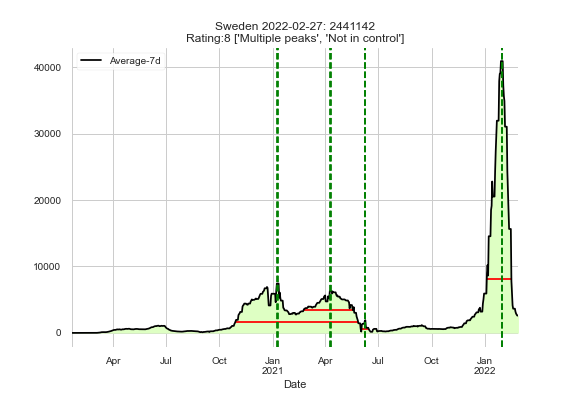 Sweden 2022-02-27: 2441142
Rating:8 ['Multiple peaks', 'Not in control']
Average-7d
40000
30000
20000
10000
0
Apr Jul Oct Jan Apr Jul Oct Jan
2021 2022
Date